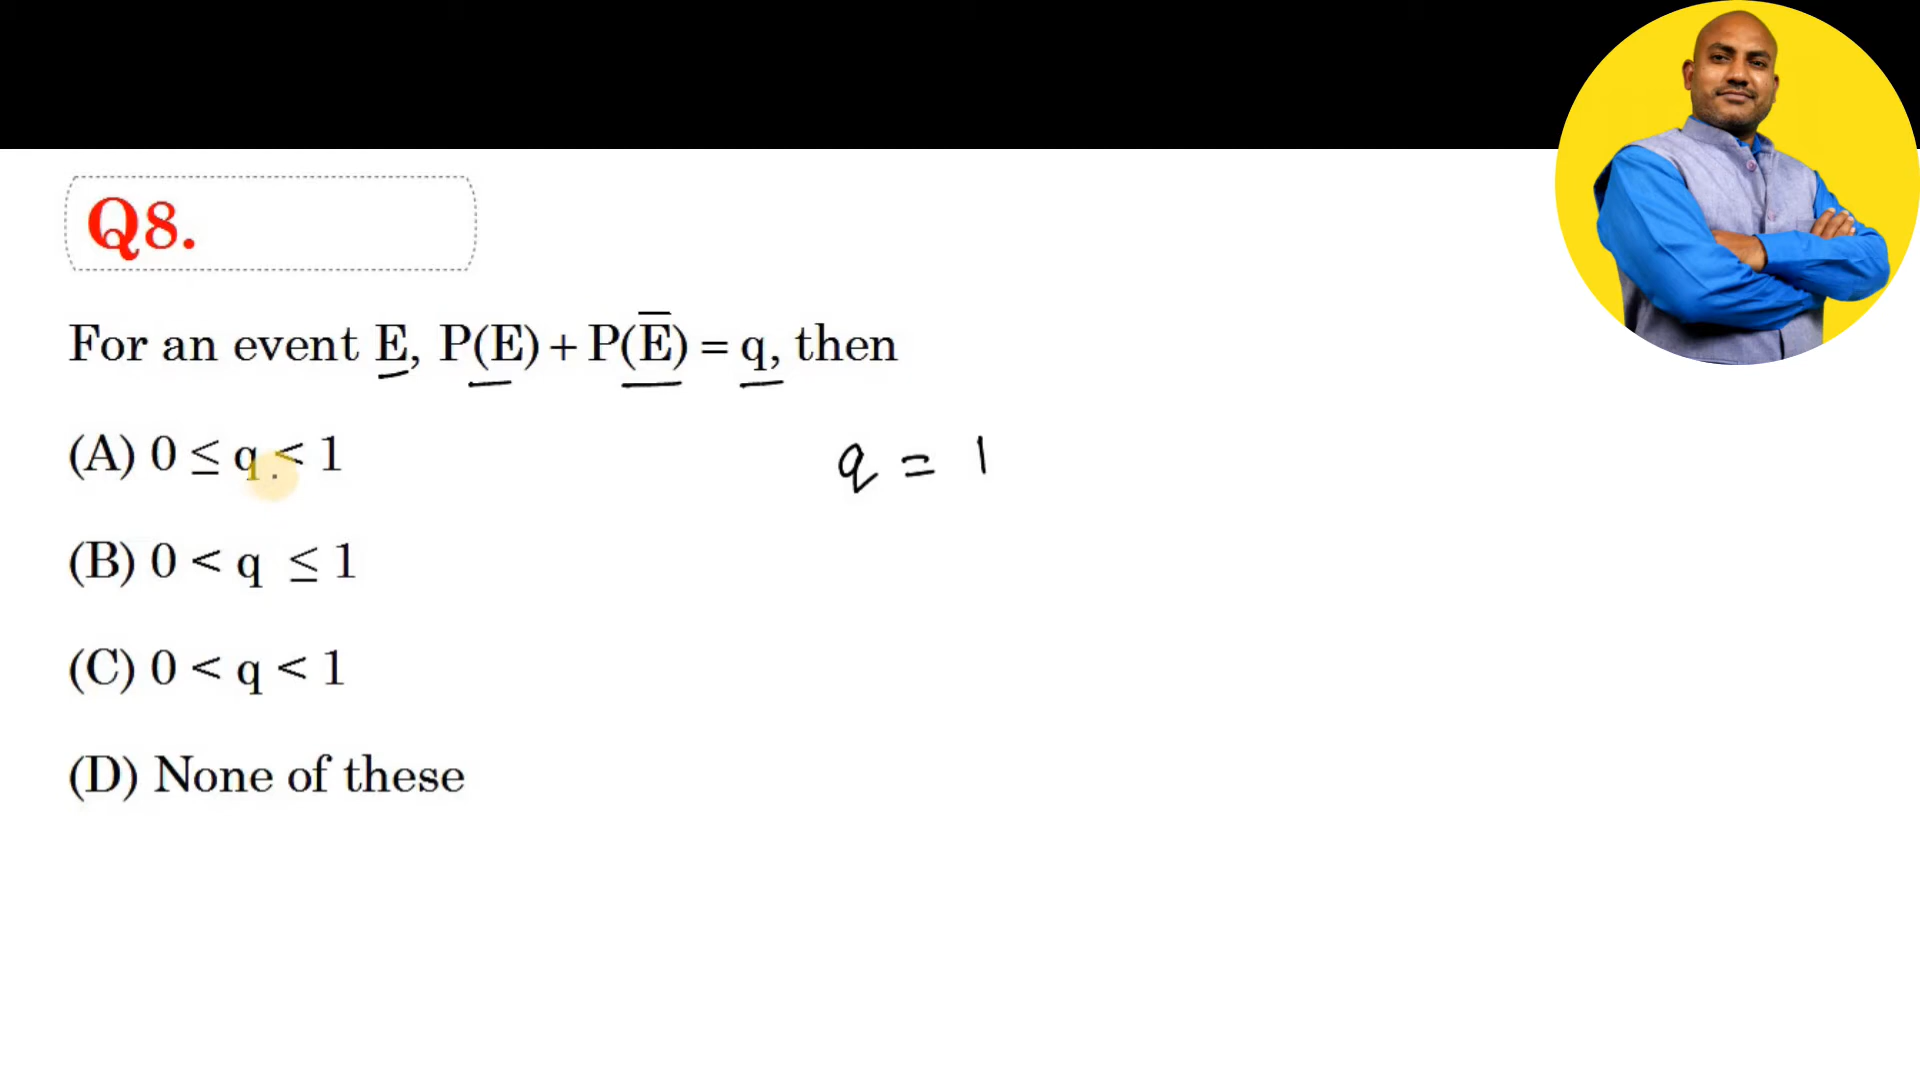 Q8.
For an event E, P(E) + P(E̅) = q, then
(A) 0 ≤ q < 1
q = 1
(B) 0 < q ≤ 1
(C) 0 < q < 1
(D) None of these